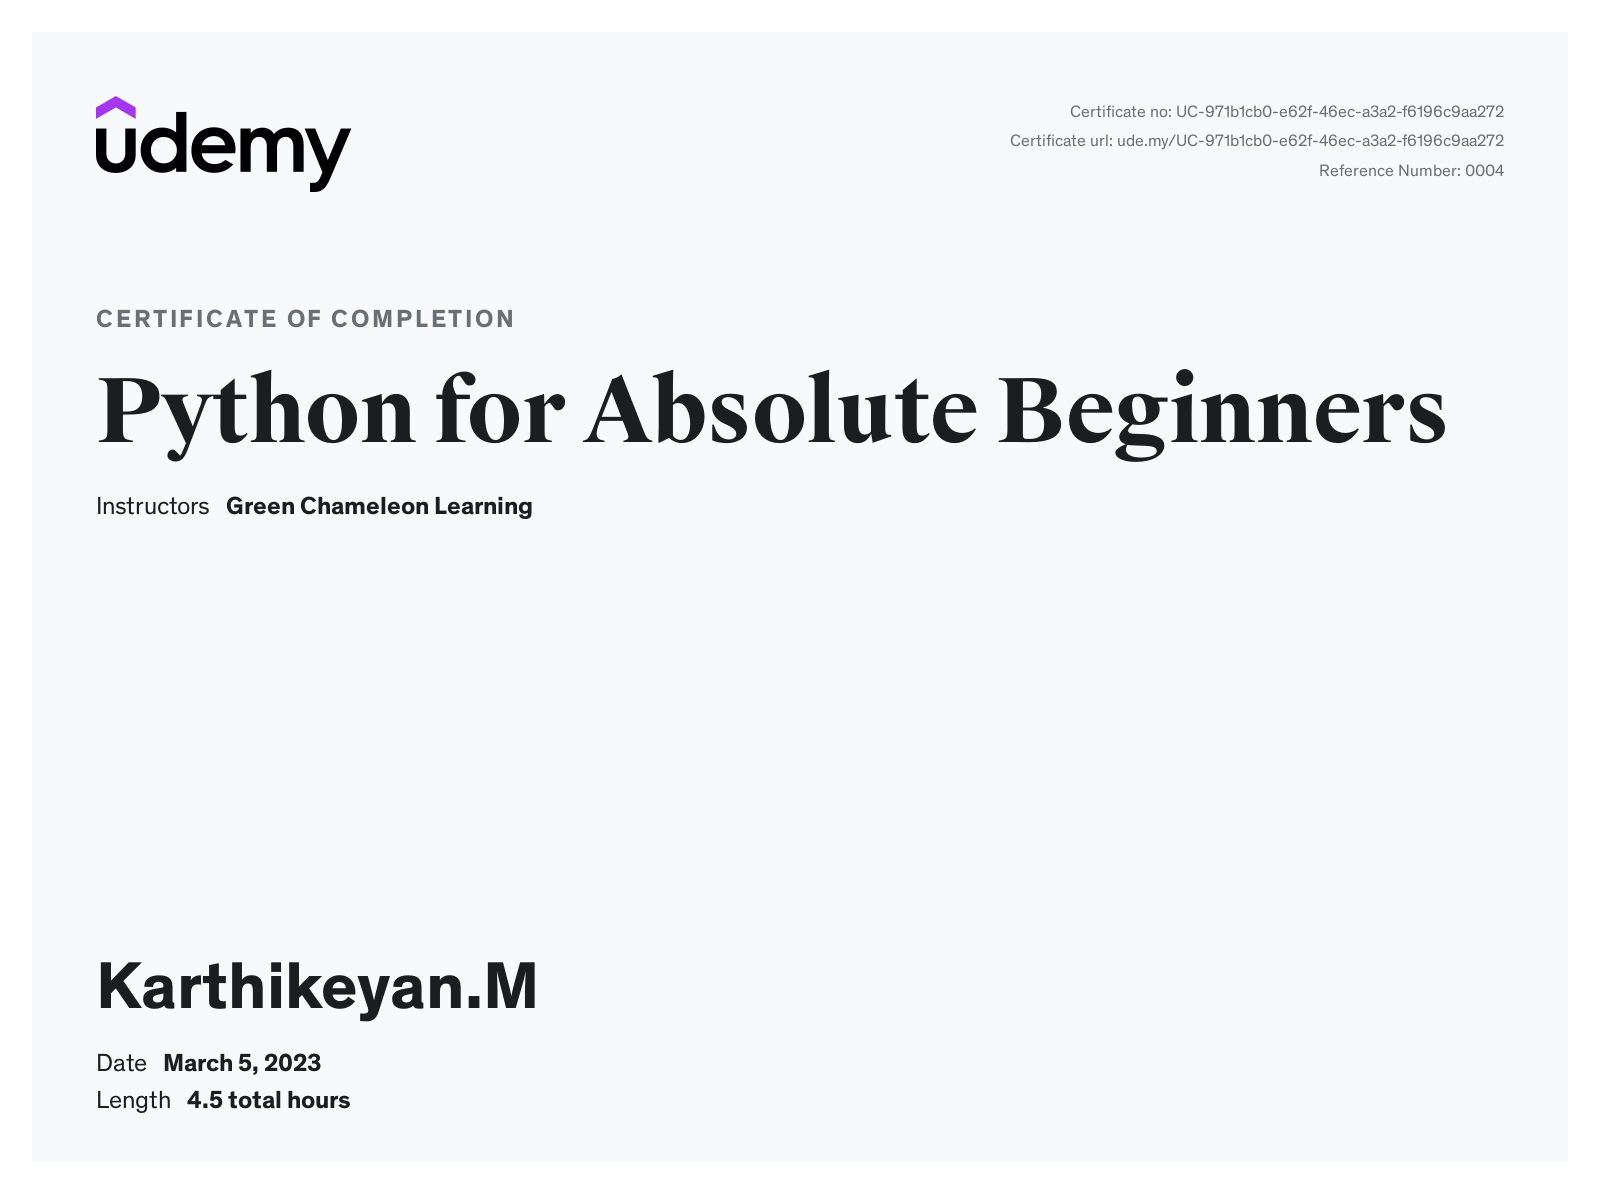 udemy
Certificate no: UC-971b1cb0-e62f-46ec-a3a2-f6196c9aa272
Certificate url: ude.my/UC-971b1cb0-e62f-46ec-a3a2-f6196c9aa272
Reference Number: 0004
CERTIFICATE OF COMPLETION
Python for Absolute Beginners
Instructors Green Chameleon Learning
Karthikeyan.M
Date March 5, 2023
Length 4.5 total hours